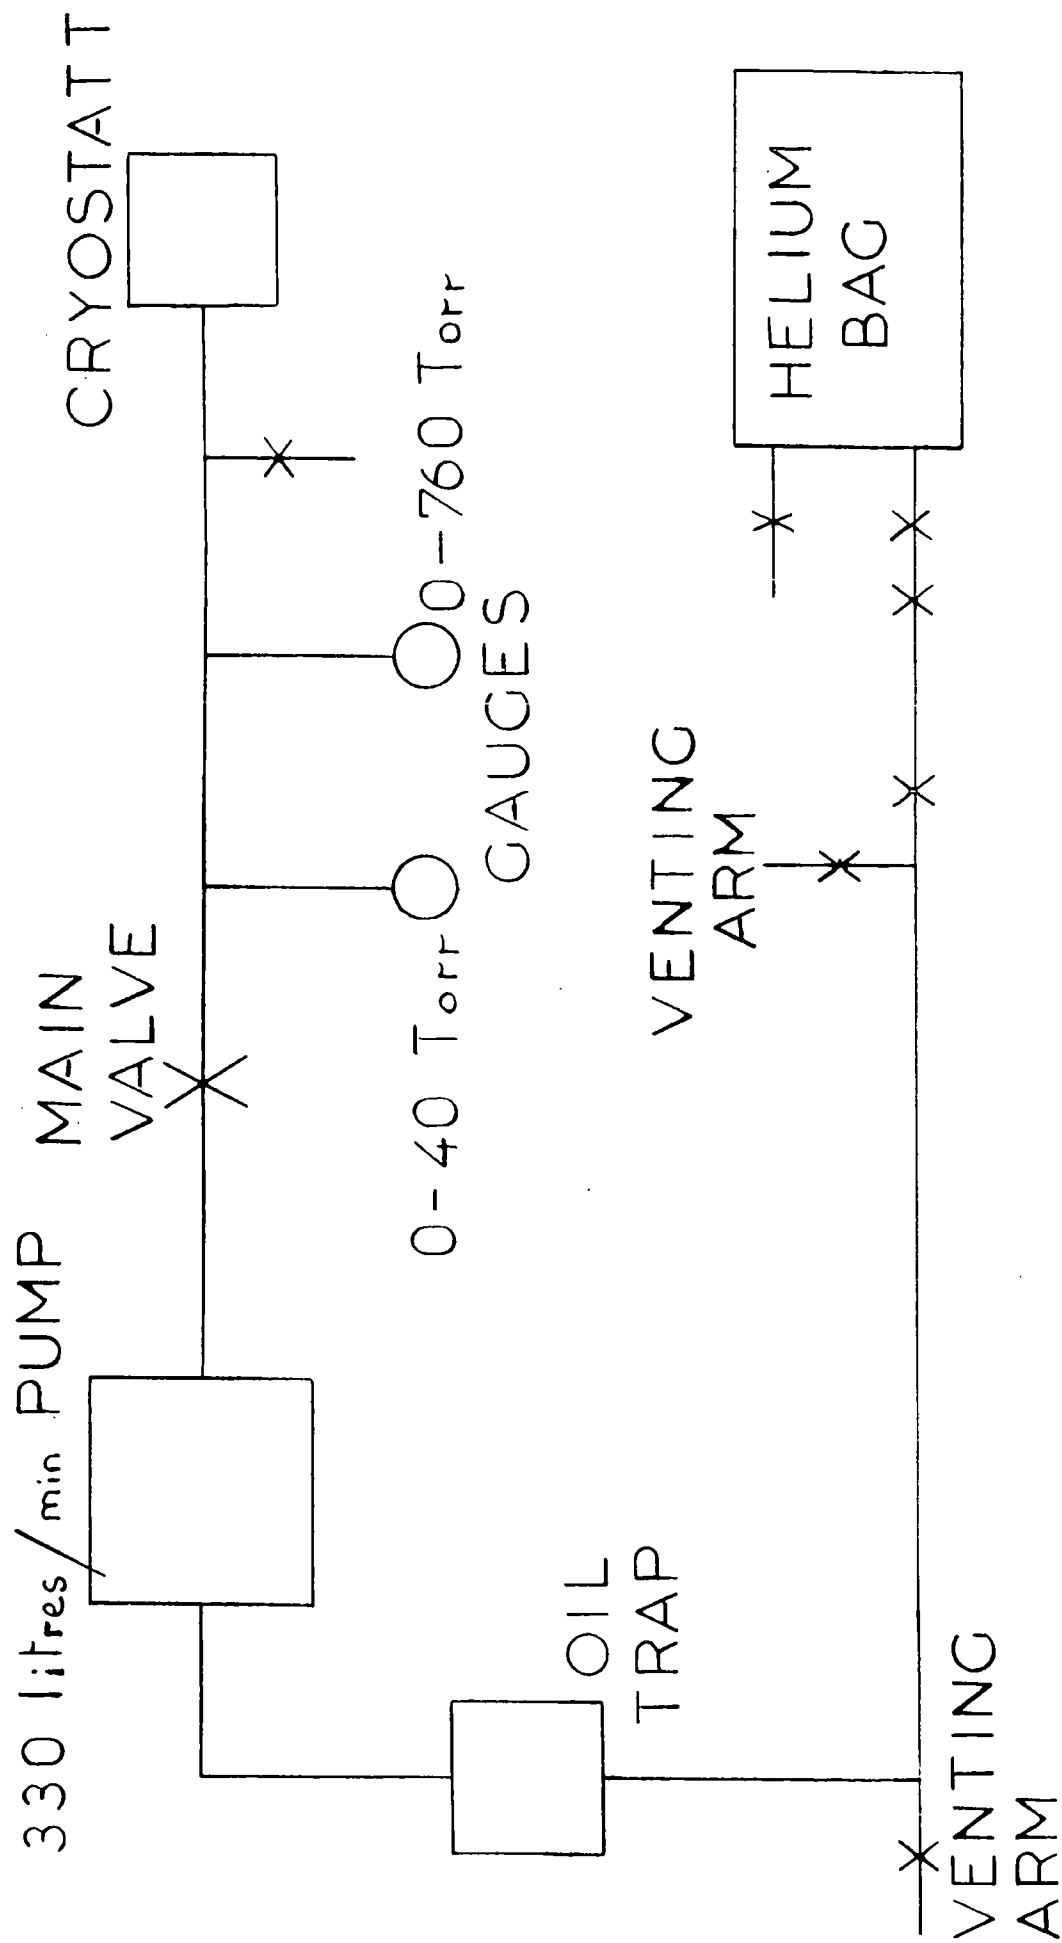 330 litres/min PUMP
MAIN
VALVE
CRYOSTATT
0-40 Torr
0-760 Torr
GAUGES
OIL
TRAP
VENTING
ARM
HELIUM
BAG
VENTING
ARM